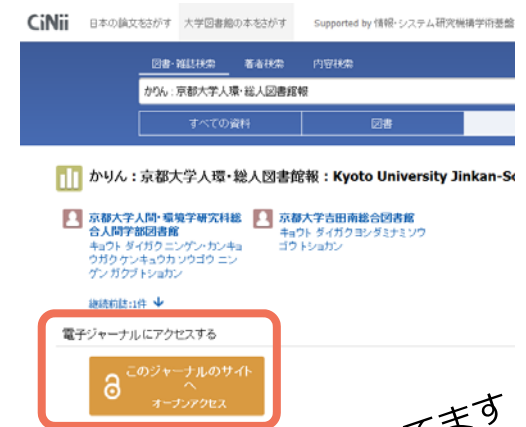 CiNii 日本の論文をさがす 大学図書館の本をさがす Supported by 情報・システム研究機構学術基盤
図書・雑誌検索 著者検索 内容検索
かりん : 京都大学人環・総人図書館報
すべての資料 図書
かりん : 京都大学人環・総人図書館報 : Kyoto University Jinkan-So
京都大学人間・環境学研究科総
合人間学部図書館
キョウト ダイガク ニンゲン・カンキョ
ウガク ケンキュウカ ソウゴウ ニン
ゲン ガクブ トショカン
京都大学吉田南総合図書館
キョウト ダイガク ヨシダミナミ ソウ
ゴウ トショカン
継続前誌:1件
電子ジャーナルにアクセスする
このジャーナルのサイト
へ
オープンアクセス
てます